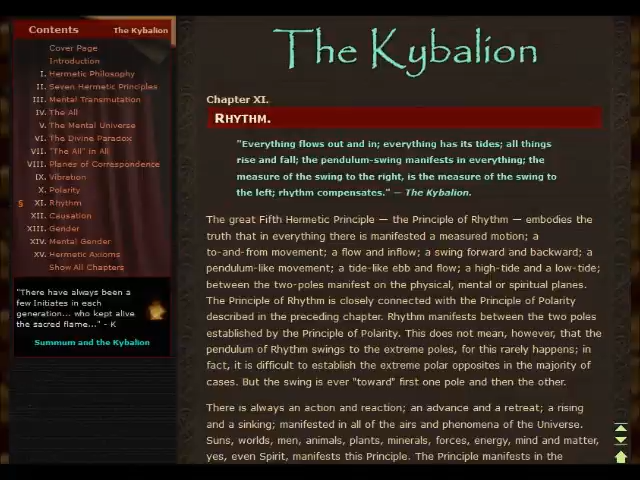 Contents The Kybalion
Cover Page
Introduction
I. Hermetic Philosophy
II. Seven Hermetic Principles
III. Mental Transmutation
IV. The All
V. The Mental Universe
VI. The Divine Paradox
VII. "The All" in All
VIII. Planes of Correspondence
IX. Vibration
X. Polarity
§ XI. Rhythm
XII. Causation
XIII. Gender
XIV. Mental Gender
XV. Hermetic Axioms
Show All Chapters
"There have always been a
few Initiates in each
generation... who kept alive
the sacred flame..." - K
Summum and the Kybalion
The Kybalion
Chapter XI.
RHYTHM.
"Everything flows out and in; everything has its tides; all things
rise and fall; the pendulum-swing manifests in everything; the
measure of the swing to the right, is the measure of the swing to
the left; rhythm compensates." — The Kybalion.
The great Fifth Hermetic Principle — the Principle of Rhythm — embodies the
truth that in everything there is manifested a measured motion; a
to-and-from movement; a flow and inflow; a swing forward and backward; a
pendulum-like movement; a tide-like ebb and flow; a high-tide and a low-tide;
between the two-poles manifest on the physical, mental or spiritual planes.
The Principle of Rhythm is closely connected with the Principle of Polarity
described in the preceding chapter. Rhythm manifests between the two poles
established by the Principle of Polarity. This does not mean, however, that the
pendulum of Rhythm swings to the extreme poles, for this rarely happens; in
fact, it is difficult to establish the extreme polar opposites in the majority of
cases. But the swing is ever "toward" first one pole and then the other.
There is always an action and reaction; an advance and a retreat; a rising
and a sinking; manifested in all of the airs and phenomena of the Universe.
Suns, worlds, men, animals, plants, minerals, forces, energy, mind and matter,
yes, even Spirit, manifests this Principle. The Principle manifests in the